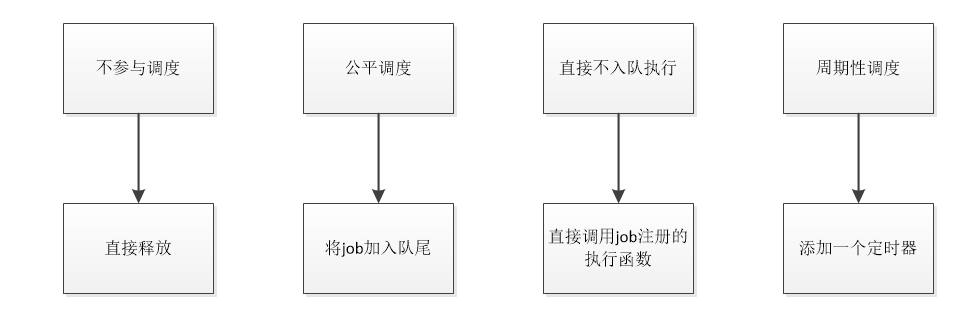 不参与调度
公平调度
直接不入队执行
周期性调度
直接释放
将job加入队尾
直接调用job注册的
执行函数
添加一个定时器